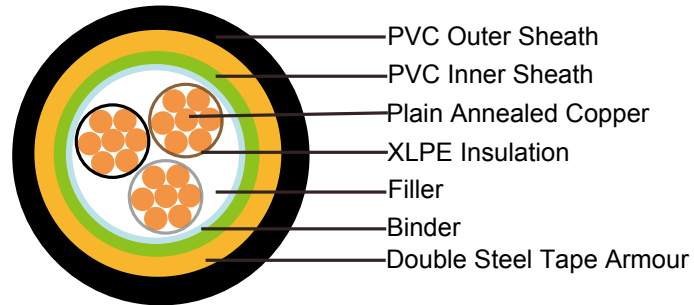 PVC Outer Sheath
PVC Inner Sheath
Plain Annealed Copper
XLPE Insulation
Filler
Binder
Double Steel Tape Armour